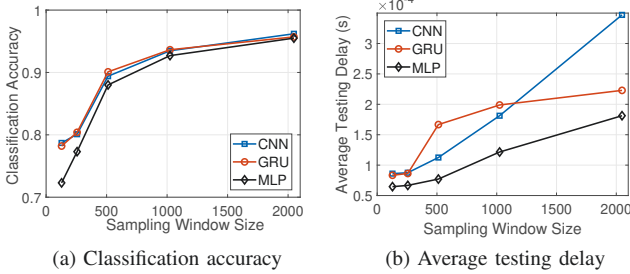 1
0.9
0.8
0.7
Classification Accuracy
CNN
GRU
MLP
0 500 1000 1500 2000
Sampling Window Size
(a) Classification accuracy
3.5
3
2.5
2
1.5
1
0.5
Average Testing Delay (s)
CNN
GRU
MLP
0 500 1000 1500 2000
Sampling Window Size
(b) Average testing delay